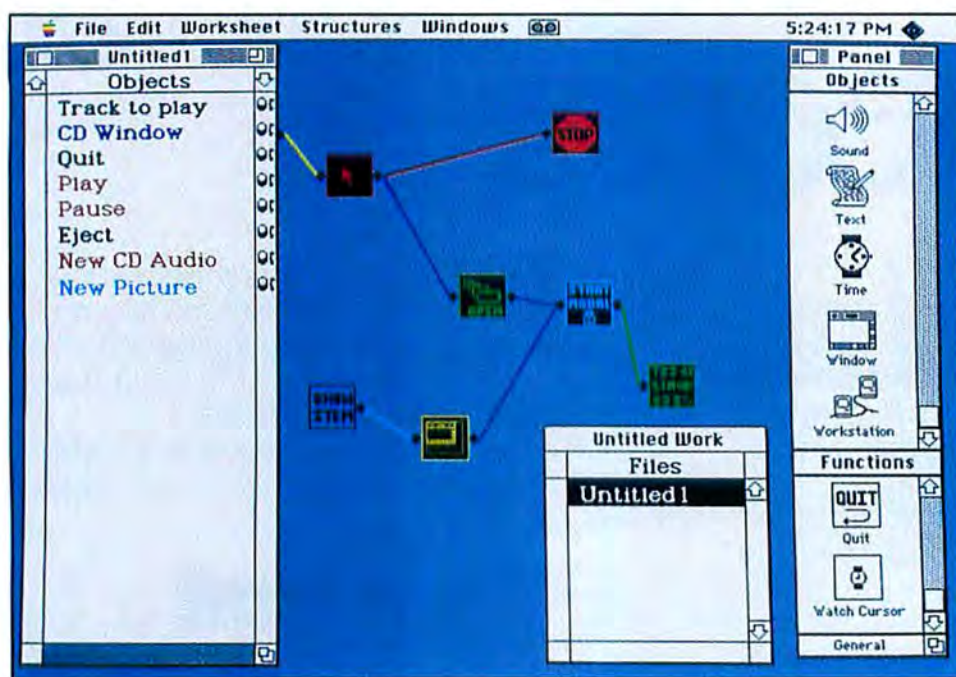 File Edit Worksheet Structures Windows
5:24:17 PM
Untitled1
Objects
Track to play
CD Window
Quit
Play
Pause
Eject
New CD Audio
New Picture
STOP
Untitled Work
Files
Untitled1
Panel
Objects
Sound
Text
Time
Window
Workstation
Functions
QUIT
Quit
Watch Cursor
General